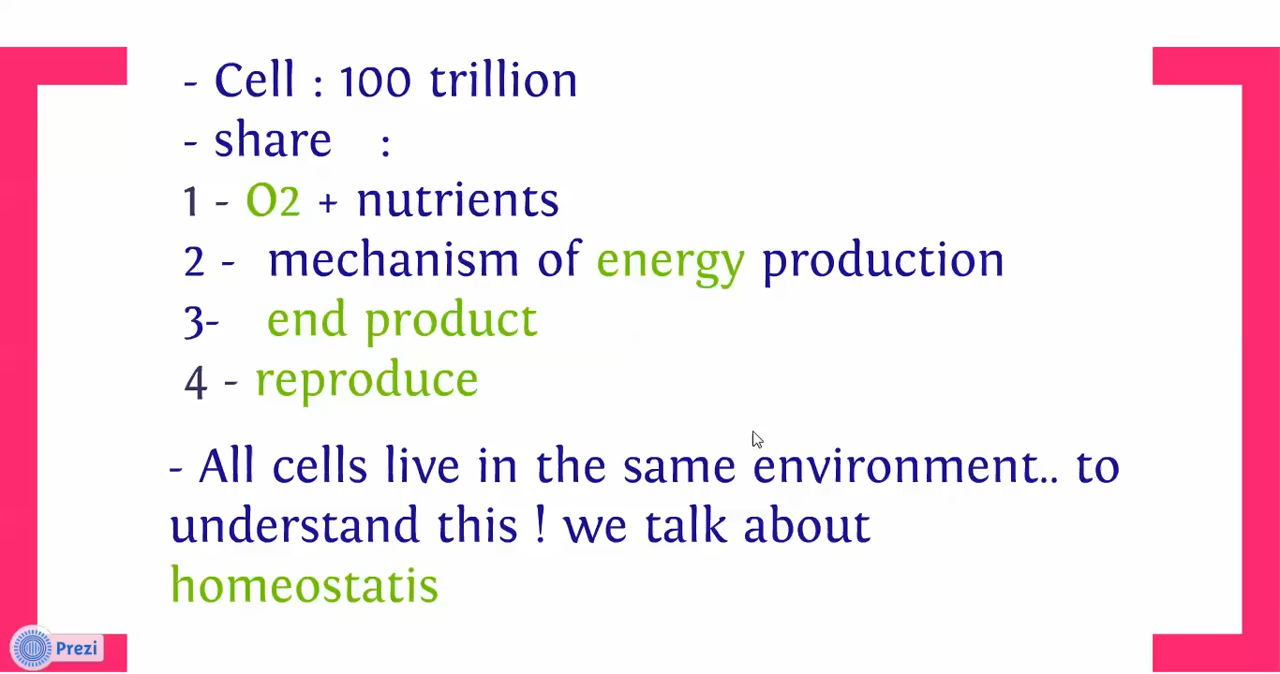 - Cell : 100 trillion
- share :
1 - O2 + nutrients
2 - mechanism of energy production
3- end product
4 - reproduce
- All cells live in the same environment.. to
understand this ! we talk about
homeostatis
Prezi